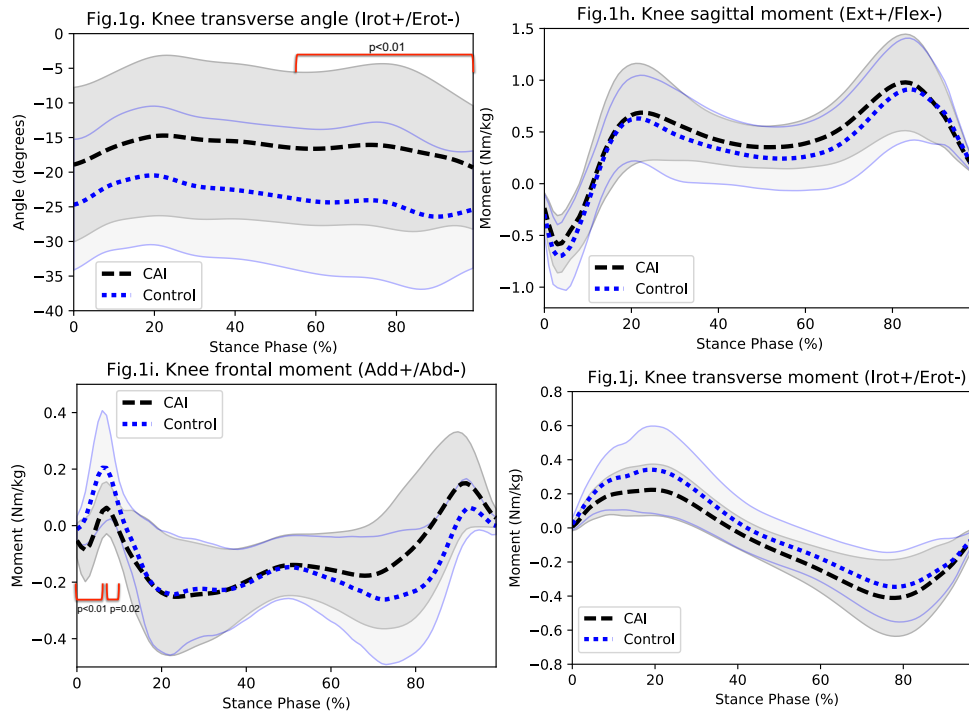 Fig.1g. Knee transverse angle (Irot+/Erot-)
0
−5
−10
−15
−20
−25
−30
−35
−40
Angle (degrees)
p<0.01
CAI
Control
0 20 40 60 80
Stance Phase (%)
Fig.1h. Knee sagittal moment (Ext+/Flex-)
1.5
1.0
0.5
0.0
−0.5
−1.0
Moment (Nm/kg)
CAI
Control
0 20 40 60 80
Stance Phase (%)
Fig.1i. Knee frontal moment (Add+/Abd-)
0.4
0.2
0.0
−0.2
−0.4
Moment (Nm/kg)
CAI
Control
p<0.01 p=0.02
0 20 40 60 80
Stance Phase (%)
Fig.1j. Knee transverse moment (Irot+/Erot-)
0.8
0.6
0.4
0.2
0.0
−0.2
−0.4
−0.6
−0.8
Moment (Nm/kg)
CAI
Control
0 20 40 60 80
Stance Phase (%)